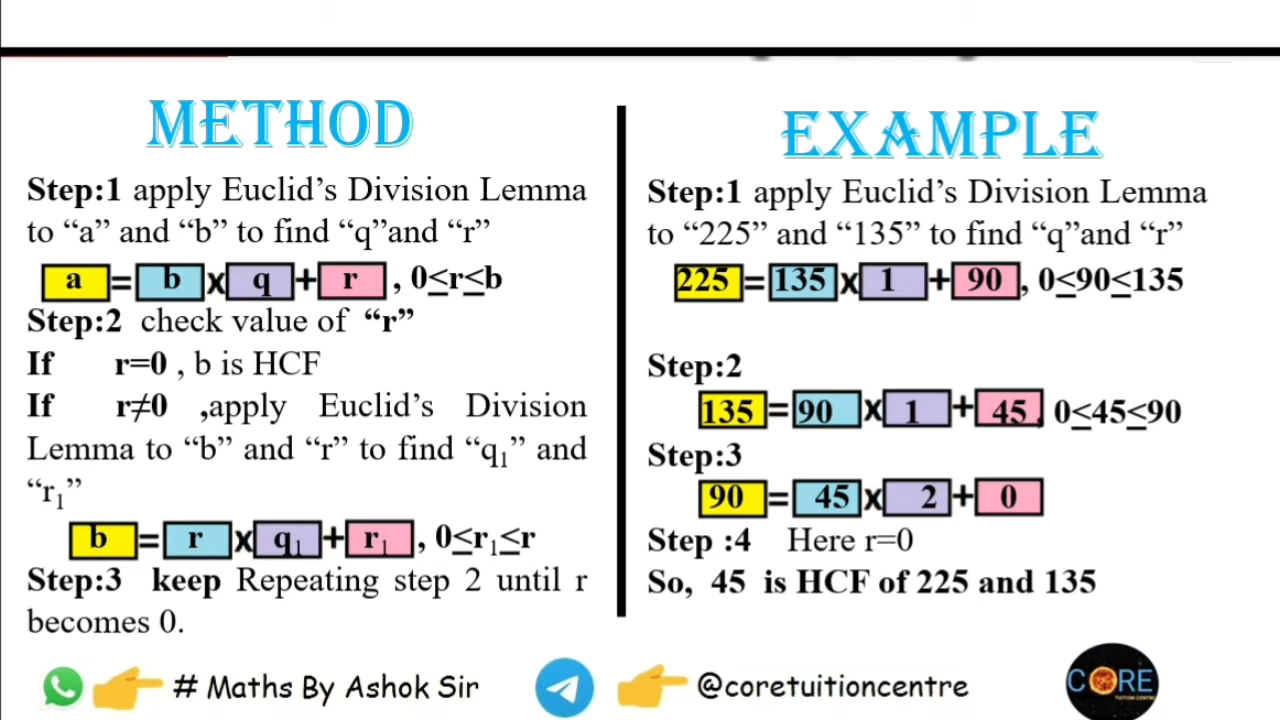 METHOD
Step:1 apply Euclid’s Division Lemma
to “a” and “b” to find “q”and “r”
a = b x q + r , 0≤r≤b
Step:2 check value of “r”
If r=0 , b is HCF
If r≠0 ,apply Euclid’s Division
Lemma to “b” and “r” to find “q₁” and
“r₁”
b = r x q₁ + r₁ , 0≤r₁≤r
Step:3 keep Repeating step 2 until r
becomes 0.
EXAMPLE
Step:1 apply Euclid’s Division Lemma
to “225” and “135” to find “q”and “r”
225 = 135 x 1 + 90 , 0≤90≤135
Step:2
135 = 90 x 1 + 45 , 0≤45≤90
Step:3
90 = 45 x 2 + 0
Step :4 Here r=0
So, 45 is HCF of 225 and 135
# Maths By Ashok Sir
@coretuitioncentre
CORE
TUITION CENTRE